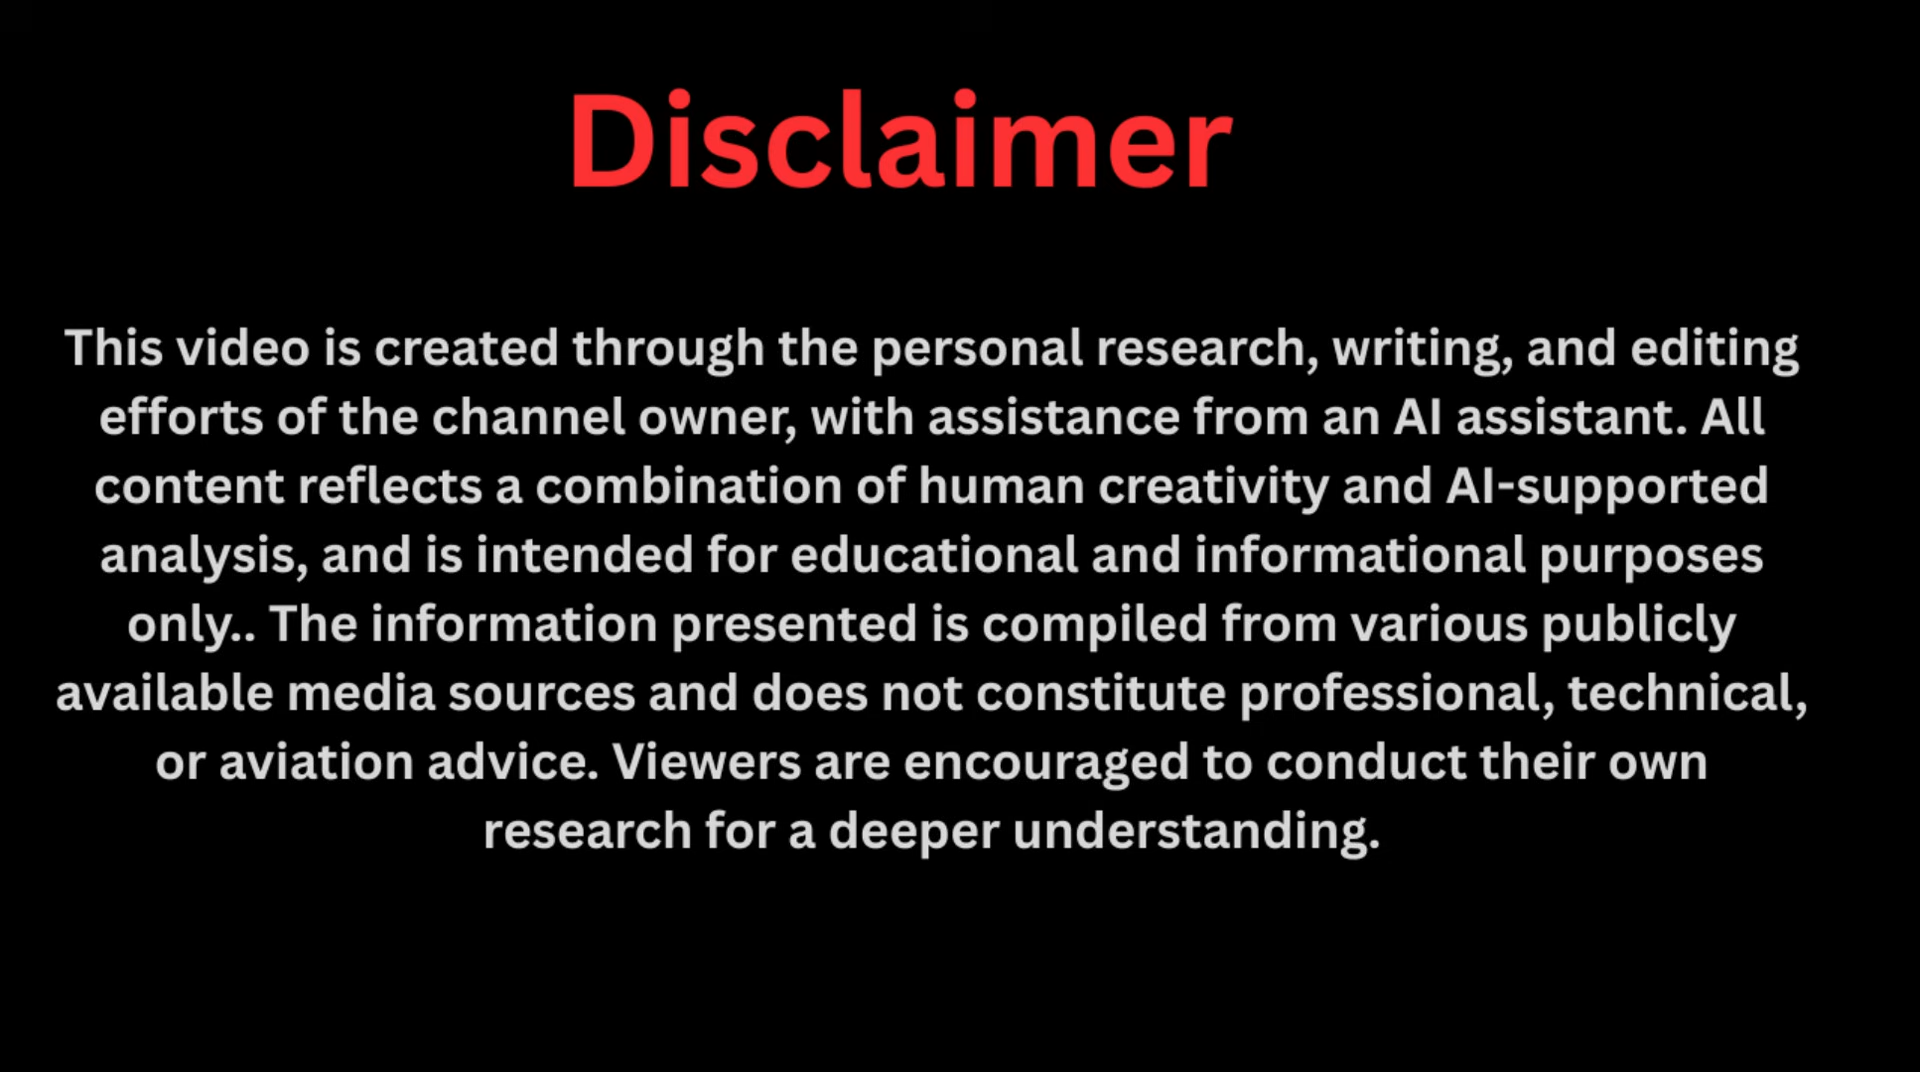 Disclaimer
This video is created through the personal research, writing, and editing
efforts of the channel owner, with assistance from an AI assistant. All
content reflects a combination of human creativity and AI-supported
analysis, and is intended for educational and informational purposes
only.. The information presented is compiled from various publicly
available media sources and does not constitute professional, technical,
or aviation advice. Viewers are encouraged to conduct their own
research for a deeper understanding.